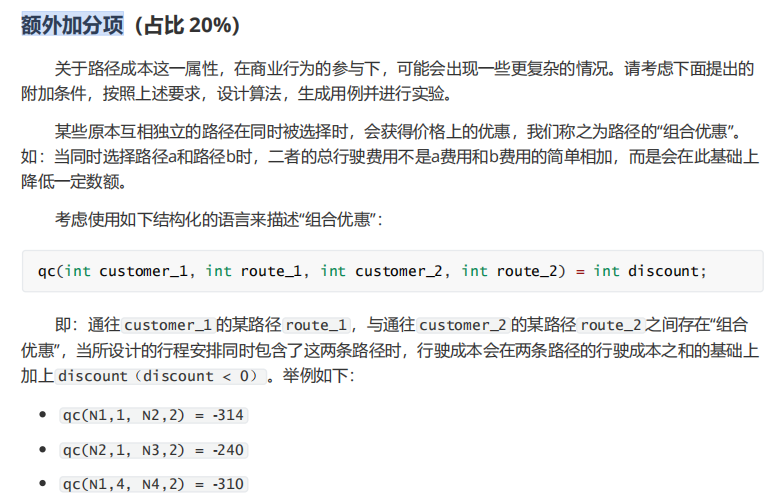 额外加分项（占比 20%）
关于路径成本这一属性，在商业行为的参与下，可能会出现一些更复杂的情况。请考虑下面提出的
附加条件，按照上述要求，设计算法，生成用例并进行实验。
某些原本互相独立的路径在同时被选择时，会获得价格上的优惠，我们称之为路径的“组合优惠”。
如：当同时选择路径a和路径b时，二者的总行驶费用不是a费用和b费用的简单相加，而是会在此基础上
降低一定数额。
考虑使用如下结构化的语言来描述“组合优惠”：
qc(int customer_1, int route_1, int customer_2, int route_2) = int discount;
即：通往 customer_1 的某路径 route_1，与通往 customer_2 的某路径 route_2 之间存在“组合
优惠”，当所设计的行程安排同时包含了这两条路径时，行驶成本会在两条路径的行驶成本之和的基础上
加上 discount（discount < 0）。举例如下：
• qc(N1,1, N2,2) = -314
• qc(N2,1, N3,2) = -240
• qc(N1,4, N4,2) = -310